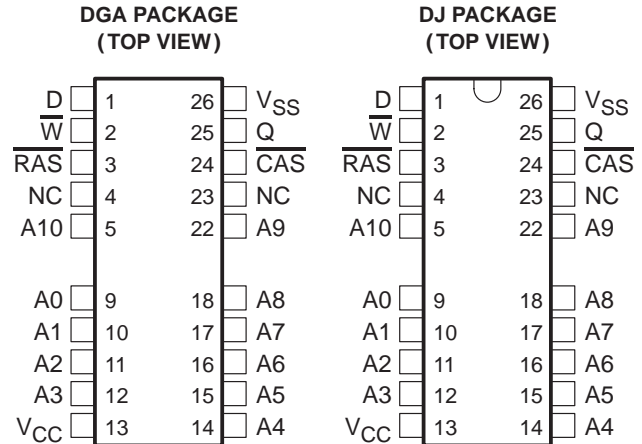 DGA PACKAGE
(TOP VIEW)
D 1 26 VSS
W̅ 2 25 Q
R̅A̅S̅ 3 24 C̅A̅S̅
NC 4 23 NC
A10 5 22 A9
A0 9 18 A8
A1 10 17 A7
A2 11 16 A6
A3 12 15 A5
VCC 13 14 A4
DJ PACKAGE
(TOP VIEW)
D 1 26 VSS
W̅ 2 25 Q
R̅A̅S̅ 3 24 C̅A̅S̅
NC 4 23 NC
A10 5 22 A9
A0 9 18 A8
A1 10 17 A7
A2 11 16 A6
A3 12 15 A5
VCC 13 14 A4